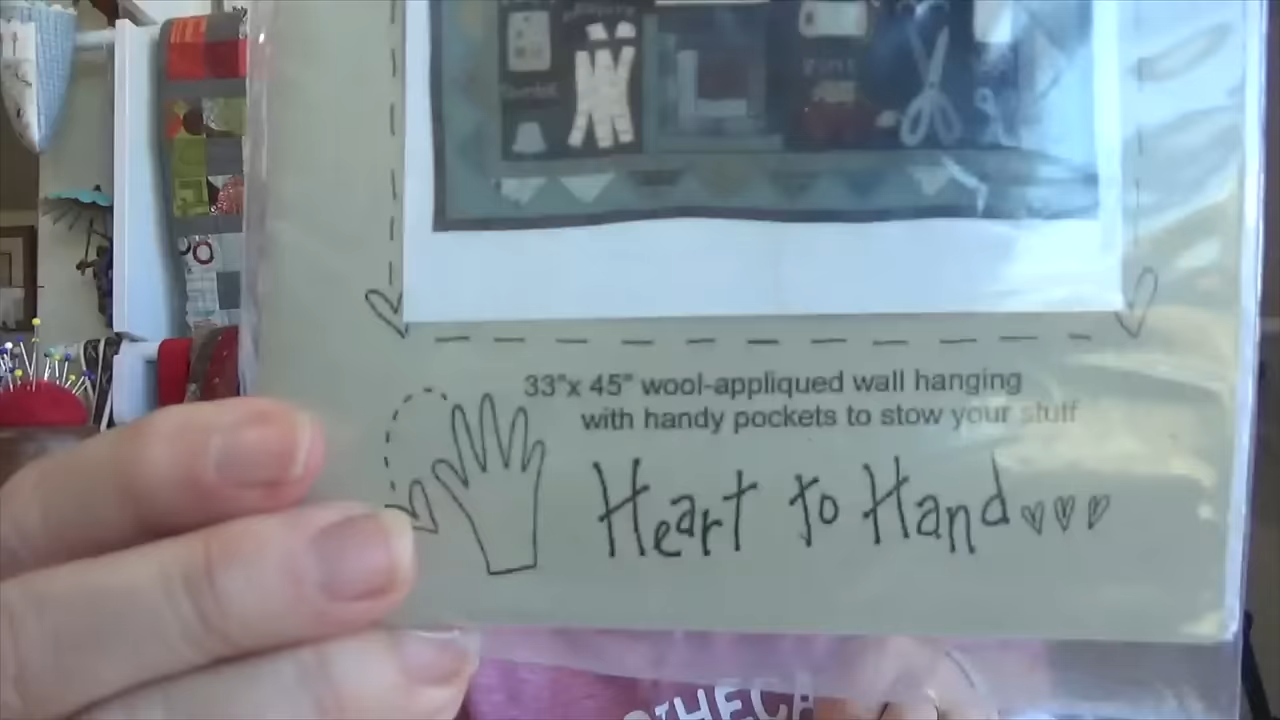 33"x 45" wool-appliqued wall hanging
with handy pockets to stow your stuff
Heart to Hand